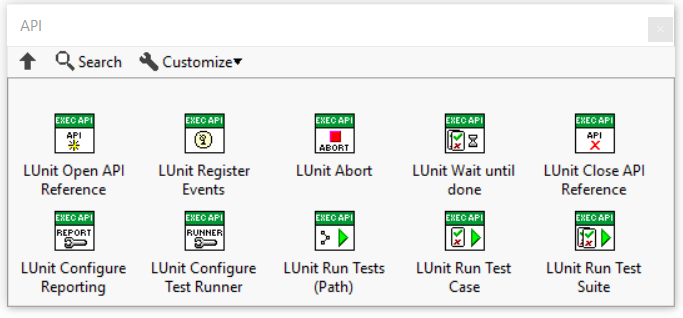 API
Search
Customize
EXEC API
API
EXEC API
EXEC API
ABORT
EXEC API
EXEC API
API
LUnit Open API
Reference
LUnit Register
Events
LUnit Abort
LUnit Wait until
done
LUnit Close API
Reference
EXEC API
REPORT
EXEC API
RUNNER
EXEC API
EXEC API
EXEC API
LUnit Configure
Reporting
LUnit Configure
Test Runner
LUnit Run Tests
(Path)
LUnit Run Test
Case
LUnit Run Test
Suite